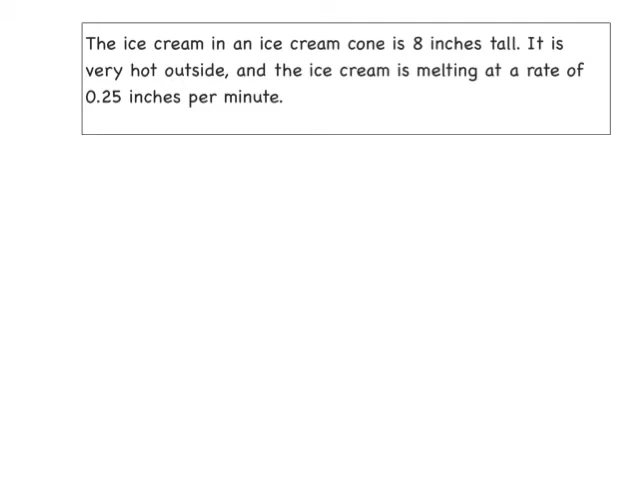 The ice cream in an ice cream cone is 8 inches tall. It is
very hot outside, and the ice cream is melting at a rate of
0.25 inches per minute.